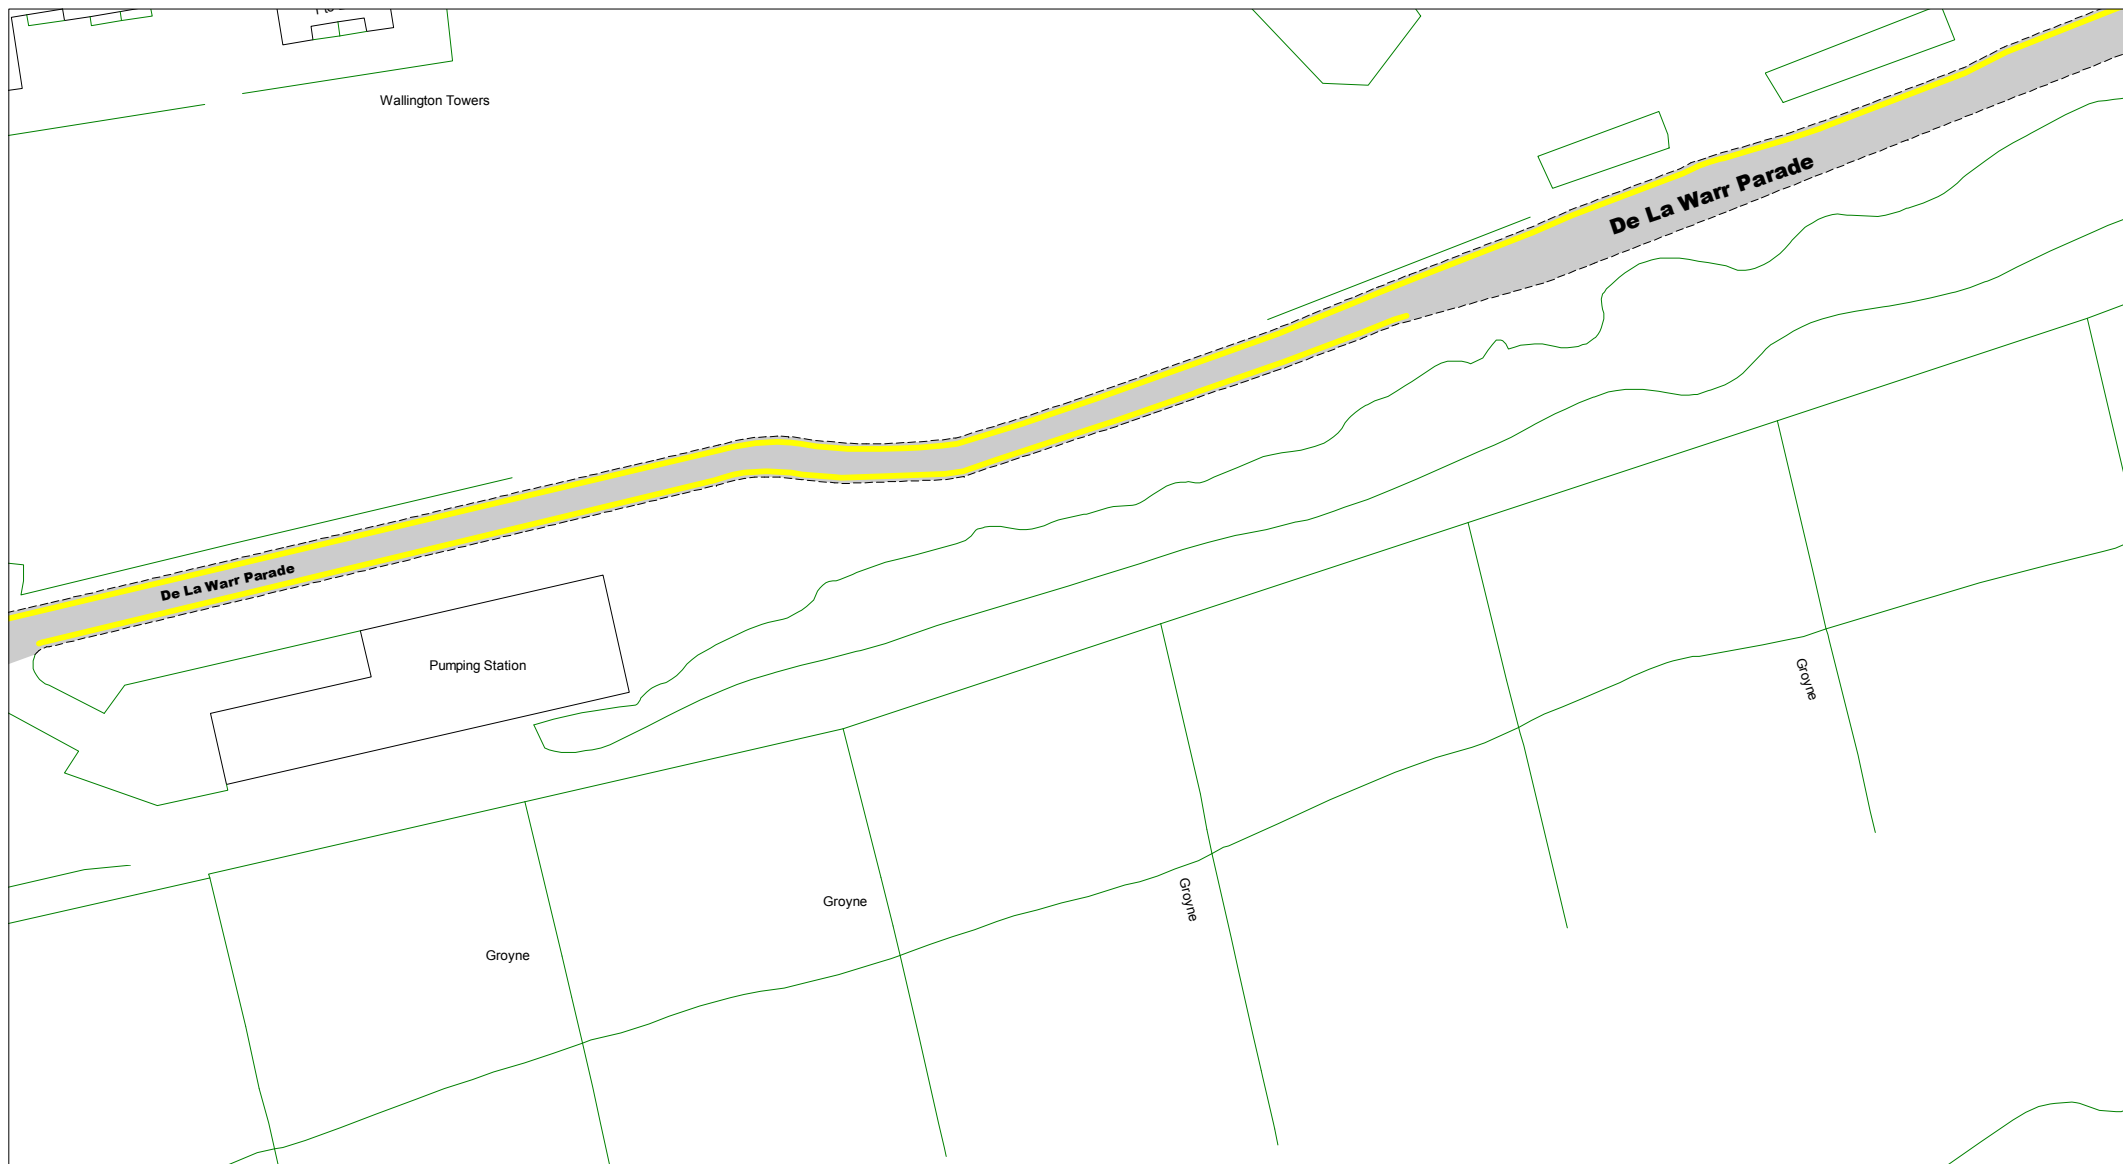 Wallington Towers
De La Warr Parade
De La Warr Parade
Pumping Station
Groyne
Groyne
Groyne
Groyne